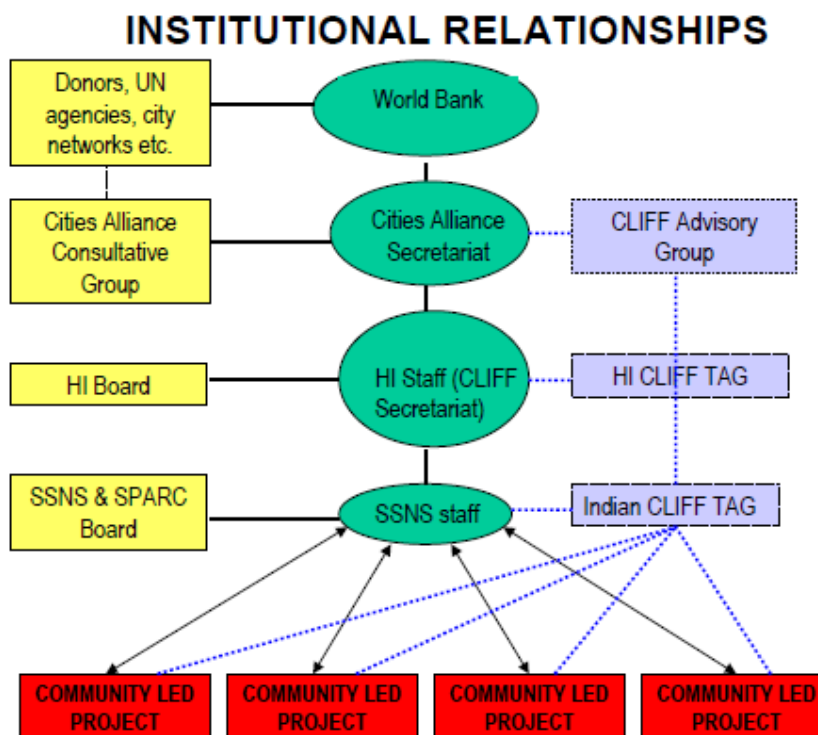 INSTITUTIONAL RELATIONSHIPS
Donors, UN
agencies, city
networks etc.
World Bank
Cities Alliance
Consultative
Group
Cities Alliance
Secretariat
CLIFF Advisory
Group
HI Board
HI Staff (CLIFF
Secretariat)
HI CLIFF TAG
SSNS & SPARC
Board
SSNS staff
Indian CLIFF TAG
COMMUNITY LED
PROJECT
COMMUNITY LED
PROJECT
COMMUNITY LED
PROJECT
COMMUNITY LED
PROJECT